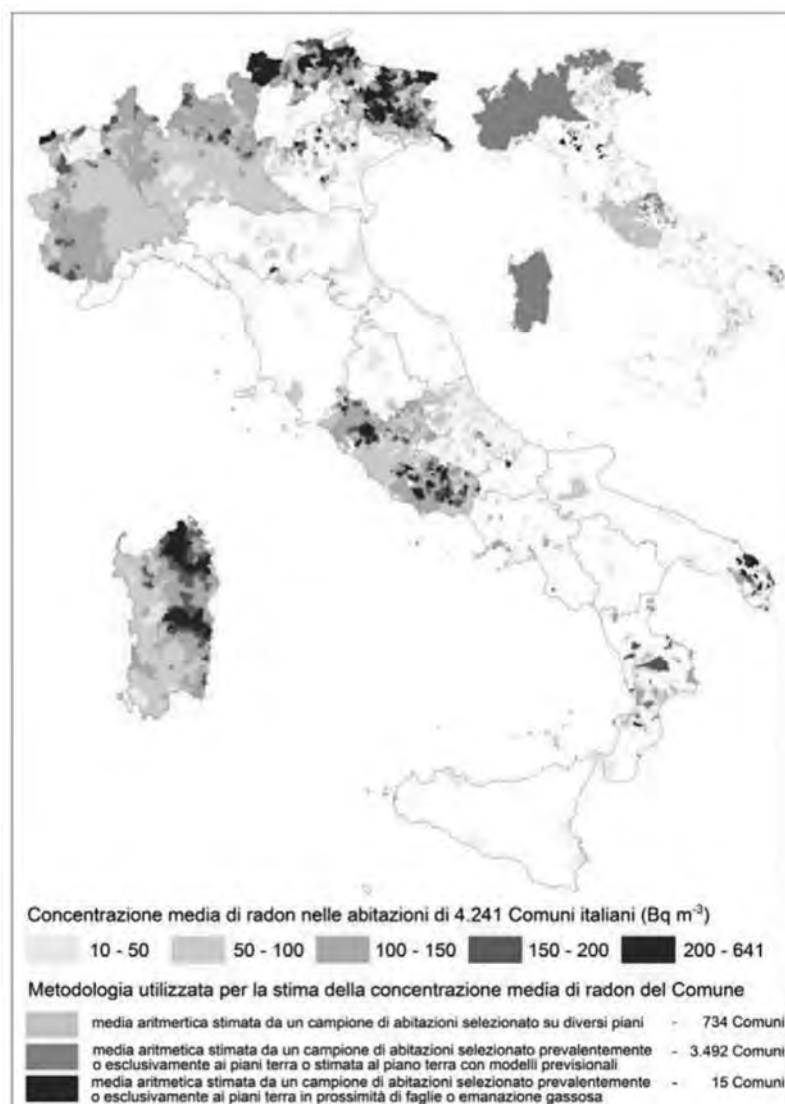 Concentrazione media di radon nelle abitazioni di 4.241 Comuni italiani (Bq m-3)
10 - 50 50 - 100 100 - 150 150 - 200 200 - 641
Metodologia utilizzata per la stima della concentrazione media di radon del Comune
media aritmertica stimata da un campione di abitazioni selezionato su diversi piani - 734 Comuni
media aritmetica stimata da un campione di abitazioni selezionato prevalentemente - 3.492 Comuni
o esclusivamente ai piani terra o stimata al piano terra con modelli previsionali
media aritmetica stimata da un campione di abitazioni selezionato prevalentemente - 15 Comuni
o esclusivamente ai piani terra in prossimità di faglie o emanazione gassosa